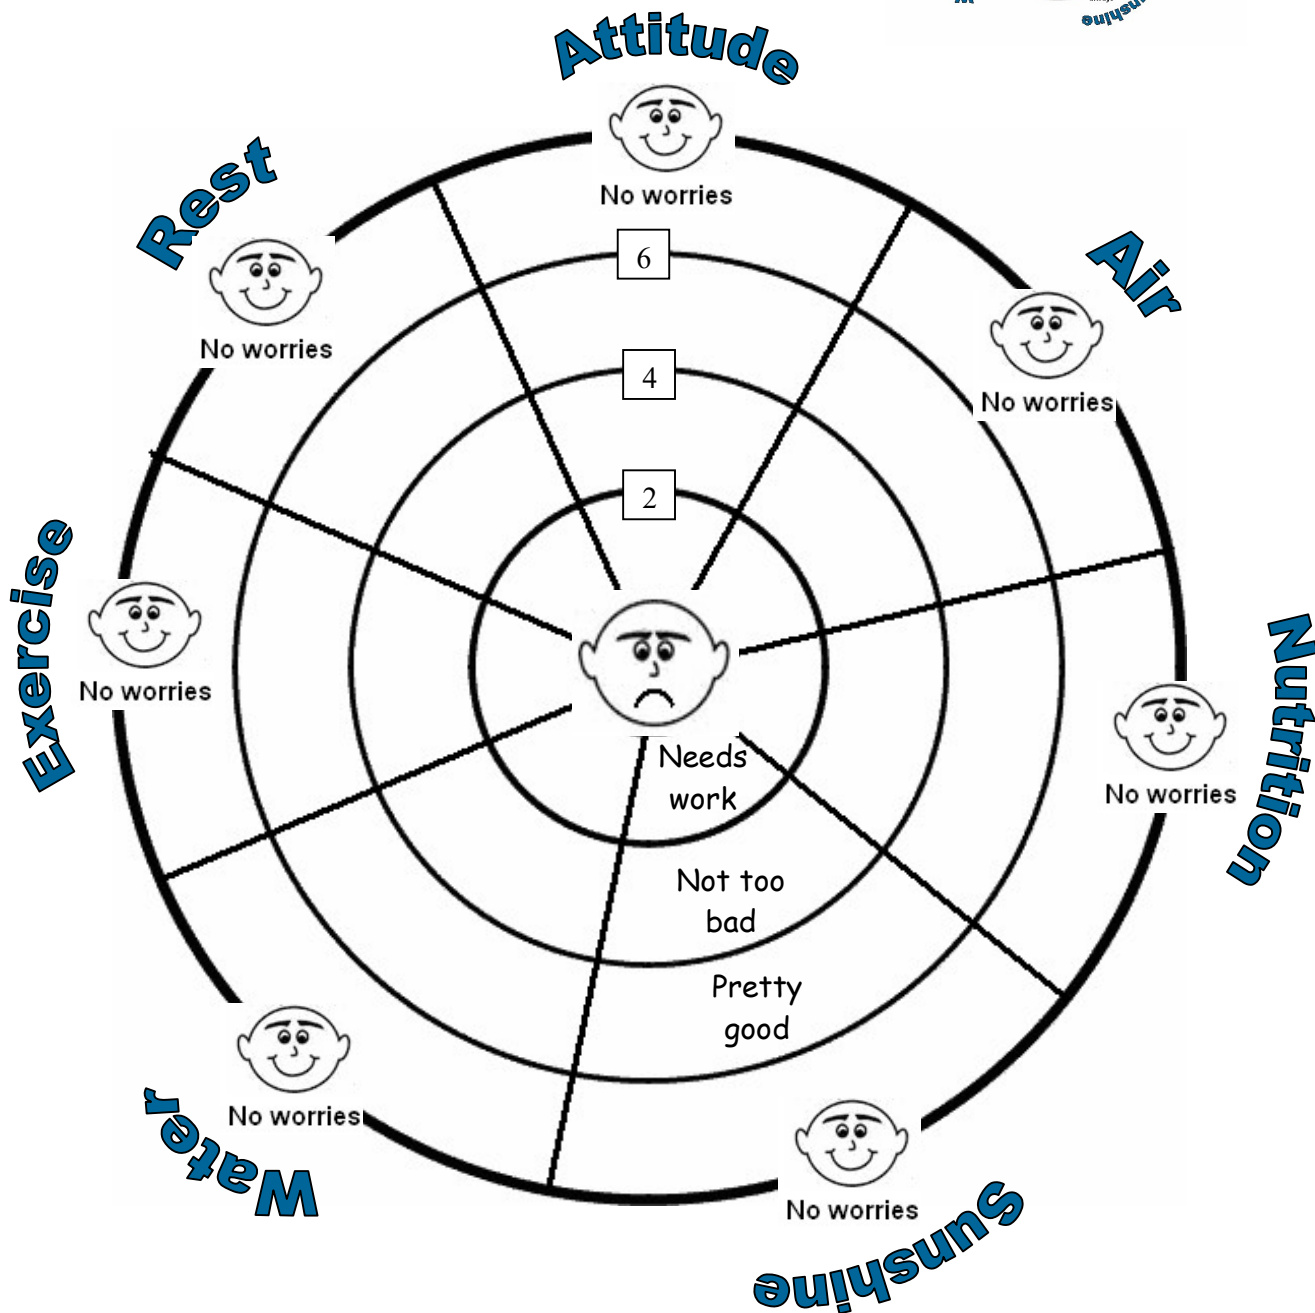 Sunshine
Attitude
No worries
Rest
No worries
Air
No worries
6
4
2
Exercise
No worries
Nutrition
No worries
Needs
work
Not too
bad
Pretty
good
Water
No worries
Sunshine
No worries